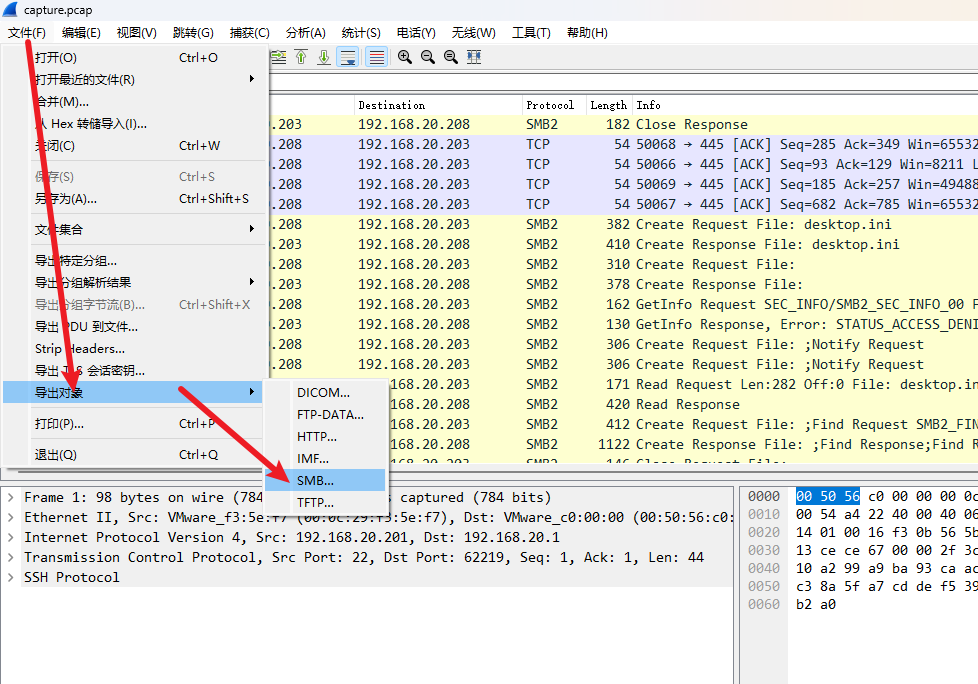 capture.pcap
文件(F) 编辑(E) 视图(V) 跳转(G) 捕获(C) 分析(A) 统计(S) 电话(Y) 无线(W) 工具(T) 帮助(H)
打开(O) Ctrl+O
打开最近的文件(R)
合并(M)...
从 Hex 转储导入(I)...
关闭(C) Ctrl+W
保存(S) Ctrl+S
另存为(A)... Ctrl+Shift+S
文件集合
导出特定分组...
导出分组解析结果
导出分组字节流(B)... Ctrl+Shift+X
导出 PDU 到文件...
Strip Headers...
导出 TLS 会话密钥...
导出对象
打印(P)... Ctrl+P
退出(Q) Ctrl+Q
DICOM...
FTP-DATA...
HTTP...
IMF...
SMB...
TFTP...
Destination Protocol Length Info
.203 192.168.20.208 SMB2 182 Close Response
.208 192.168.20.203 TCP 54 50068 → 445 [ACK] Seq=285 Ack=349 Win=65532
.208 192.168.20.203 TCP 54 50066 → 445 [ACK] Seq=93 Ack=129 Win=8211
.208 192.168.20.203 TCP 54 50069 → 445 [ACK] Seq=185 Ack=257 Win=49488
.208 192.168.20.203 TCP 54 50067 → 445 [ACK] Seq=682 Ack=785 Win=65532
.208 192.168.20.203 SMB2 382 Create Request File: desktop.ini
.203 192.168.20.208 SMB2 410 Create Response File: desktop.ini
.208 192.168.20.203 SMB2 310 Create Request File:
.203 192.168.20.208 SMB2 378 Create Response File:
.208 192.168.20.203 SMB2 162 GetInfo Request SEC_INFO/SMB2_SEC_INFO_00 F
.203 192.168.20.208 SMB2 130 GetInfo Response, Error: STATUS_ACCESS_DENI
.208 192.168.20.203 SMB2 306 Create Request File: ;Notify Request
.208 192.168.20.203 SMB2 306 Create Request File: ;Notify Request
192.168.20.203 SMB2 171 Read Request Len:282 Off:0 File: desktop.in
192.168.20.208 SMB2 420 Read Response
192.168.20.203 SMB2 412 Create Request File: ;Find Request SMB2_FIN
192.168.20.208 SMB2 1122 Create Response File: ;Find Response;Find R
Frame 1: 98 bytes on wire (784 captured (784 bits)
Ethernet II, Src: VMware_f3:5e:f7 (00:0c:29:f3:5e:f7), Dst: VMware_c0:00:00 (00:50:56:c0:
Internet Protocol Version 4, Src: 192.168.20.201, Dst: 192.168.20.1
Transmission Control Protocol, Src Port: 22, Dst Port: 62219, Seq: 1, Ack: 1, Len: 44
SSH Protocol
0000 00 50 56 c0 00 00 00 0c
0010 00 54 a4 22 40 00 40 06
0020 14 01 00 16 f3 0b 56 5b
0030 13 ce ce 67 00 00 2f 3c
0040 10 a2 99 a9 ba 93 ca ac
0050 c3 8a 5f a7 cd de f5 39
0060 b2 a0